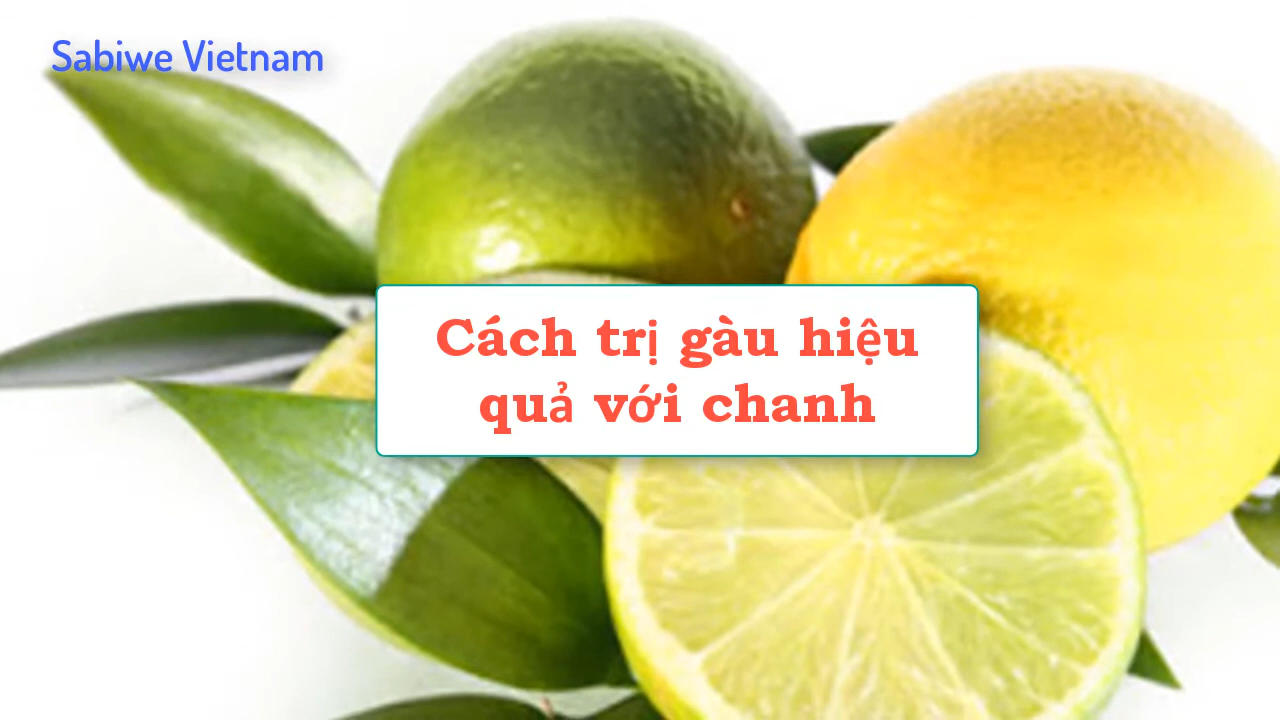 Sabiwe Vietnam
Cách trị gàu hiệu
quả với chanh